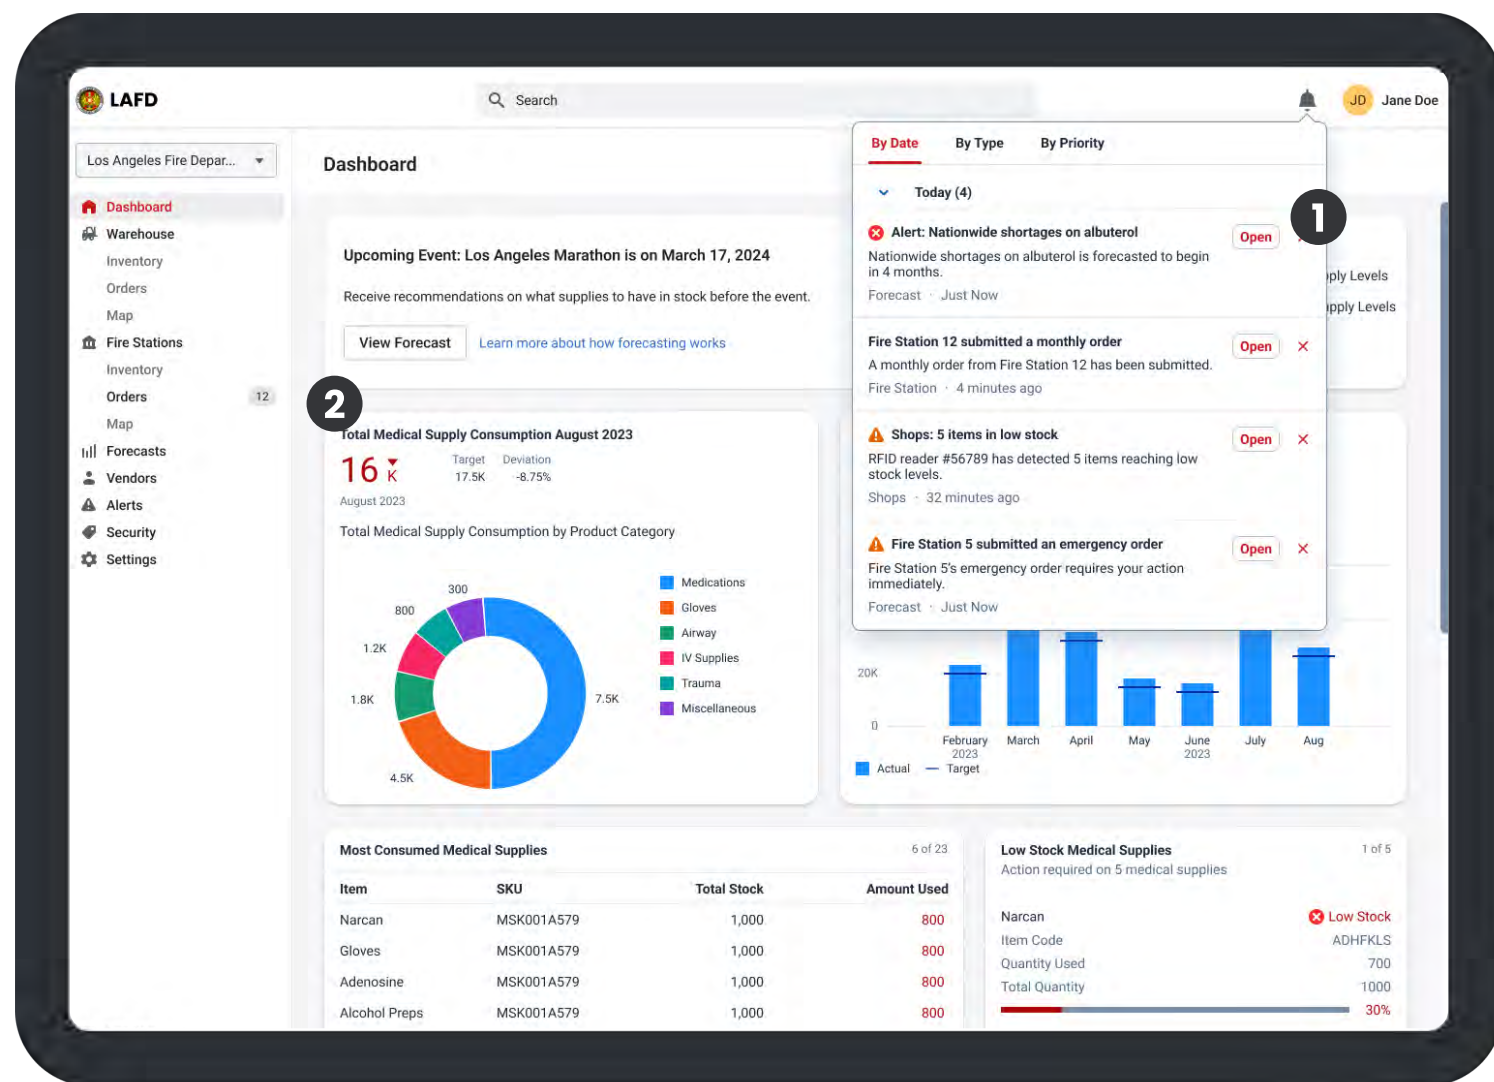 LAFD
Search
JD
Jane Doe
Los Angeles Fire Depar...
Dashboard
Warehouse
Inventory
Orders
Map
Fire Stations
Inventory
Orders 12
Map
Forecasts
Vendors
Alerts
Security
Settings
Dashboard
Upcoming Event: Los Angeles Marathon is on March 17, 2024
Receive recommendations on what supplies to have in stock before the event.
View Forecast
Learn more about how forecasting works
By Date By Type By Priority
Today (4)
1
Alert: Nationwide shortages on albuterol
Open
Nationwide shortages on albuterol is forecasted to begin
in 4 months.
Forecast · Just Now
Fire Station 12 submitted a monthly order
Open
A monthly order from Fire Station 12 has been submitted.
Fire Station · 4 minutes ago
Shops: 5 items in low stock
Open
RFID reader #56789 has detected 5 items reaching low
stock levels.
Shops · 32 minutes ago
Fire Station 5 submitted an emergency order
Open
Fire Station 5's emergency order requires your action
immediately.
Forecast · Just Now
ply Levels
pply Levels
2
Total Medical Supply Consumption August 2023
16 K
Target Deviation
17.5K -8.75%
August 2023
Total Medical Supply Consumption by Product Category
300
800
1.2K
1.8K
4.5K
7.5K
Medications
Gloves
Airway
IV Supplies
Trauma
Miscellaneous
20K
0
February March April May June July Aug
2023 2023
Actual Target
Most Consumed Medical Supplies 6 of 23
Item SKU Total Stock Amount Used
Narcan MSK001A579 1,000 800
Gloves MSK001A579 1,000 800
Adenosine MSK001A579 1,000 800
Alcohol Preps MSK001A579 1,000 800
Low Stock Medical Supplies 1 of 5
Action required on 5 medical supplies
Narcan Low Stock
Item Code ADHFKLS
Quantity Used 700
Total Quantity 1000
30%